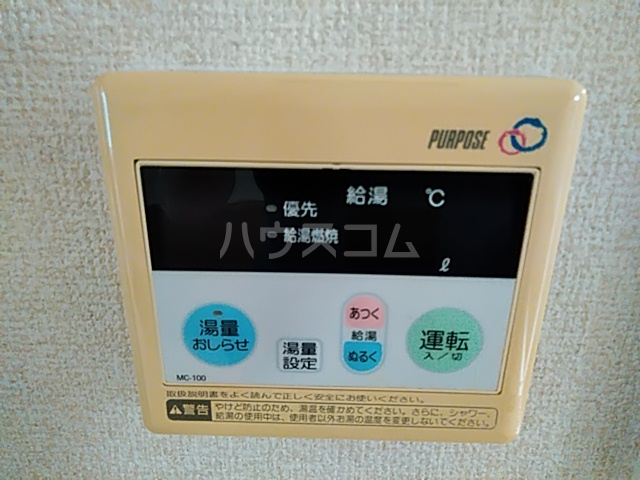 PURPOSE
給湯 ℃
優先
給湯燃焼
ハウスコム
ℓ
湯量
おしらせ
湯量
設定
あつく
給湯
ぬるく
運転
入/切
MC-100
取扱説明書をよく読んで正しく安全にお使いください。
警告
やけど防止のため、湯温を確かめてください。さらに、シャワー、
給湯の使用中は、使用者以外お湯の温度を変更しないでください。